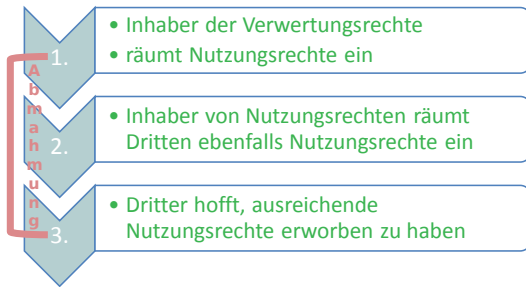 1.
• Inhaber der Verwertungsrechte
• räumt Nutzungsrechte ein
Abmahmung
2.
• Inhaber von Nutzungsrechten räumt
Dritten ebenfalls Nutzungsrechte ein
3.
• Dritter hofft, ausreichende
Nutzungsrechte erworben zu haben